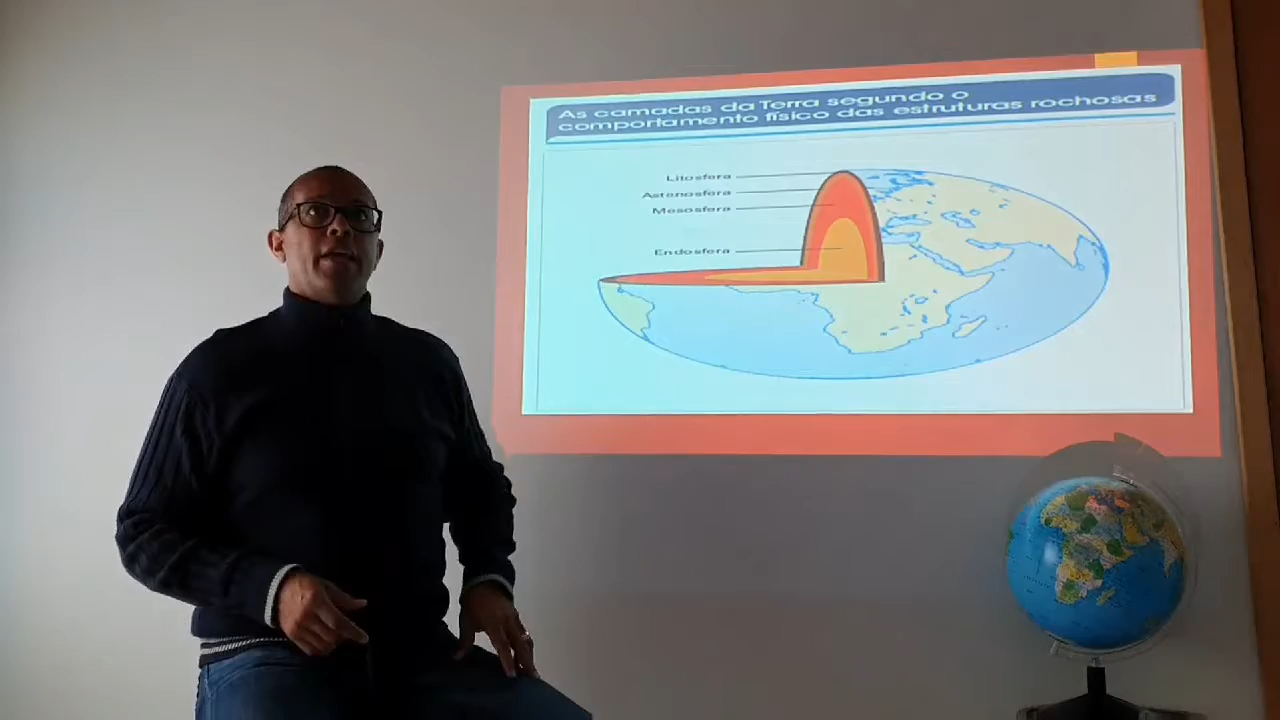 As camadas da Terra segundo o
comportamento físico das estruturas rochosas
Litosfera
Astenosfera
Mesosfera
Endosfera